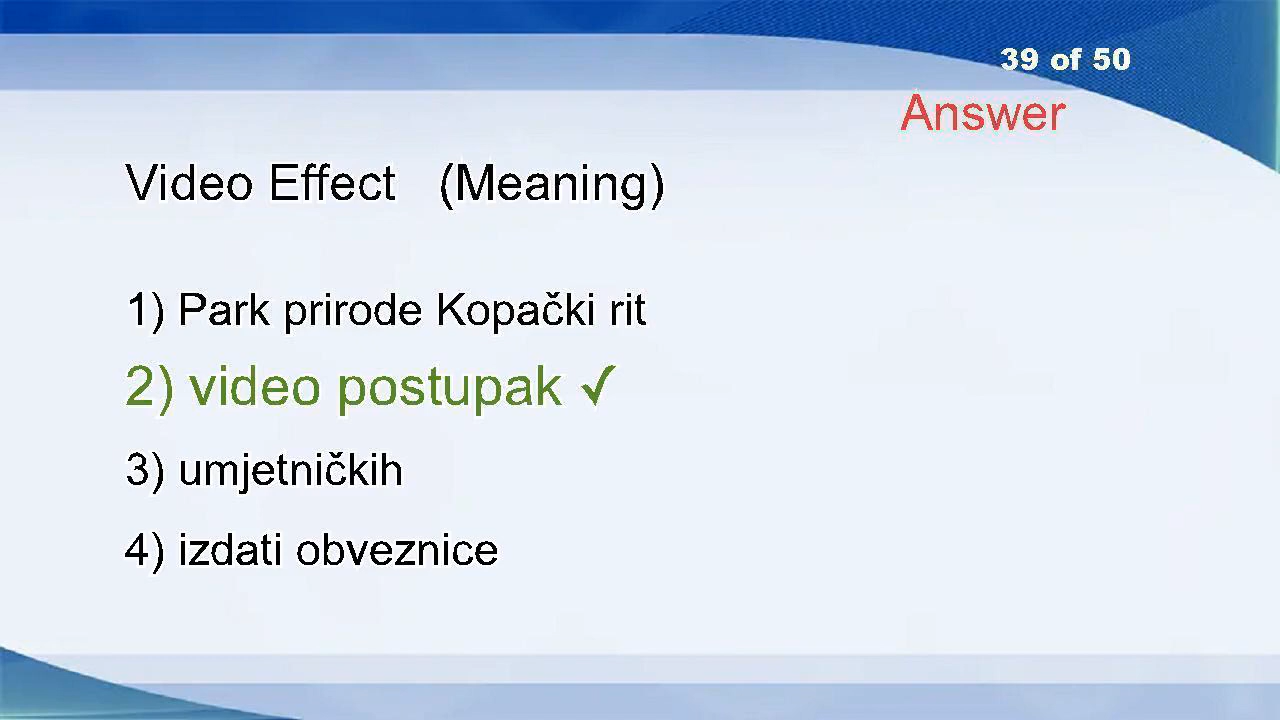 39 of 50
Answer
Video Effect (Meaning)
1) Park prirode Kopački rit
2) video postupak ✓
3) umjetničkih
4) izdati obveznice